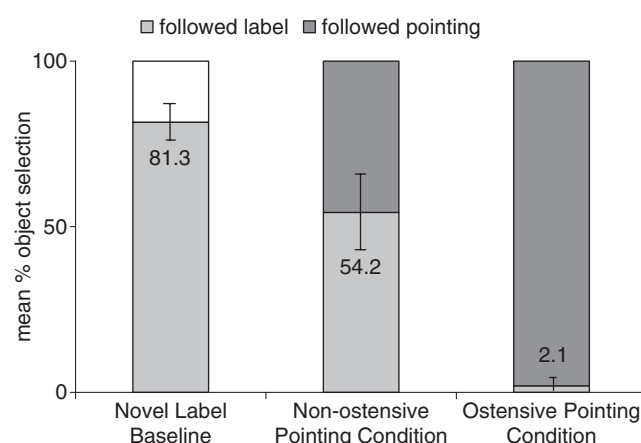 followed label followed pointing
100
50
0
mean % object selection
81.3
54.2
2.1
Novel Label
Baseline
Non-ostensive
Pointing Condition
Ostensive Pointing
Condition